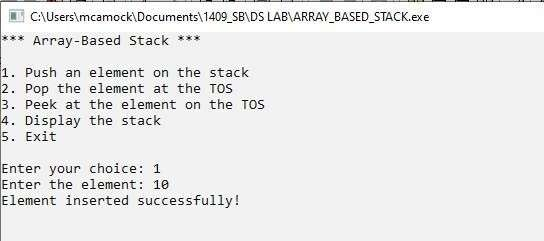 C:\Users\mcamock\Documents\1409_SB\DS LAB\ARRAY_BASED_STACK.exe
*** Array-Based Stack ***
1. Push an element on the stack
2. Pop the element at the TOS
3. Peek at the element on the TOS
4. Display the stack
5. Exit
Enter your choice: 1
Enter the element: 10
Element inserted successfully!